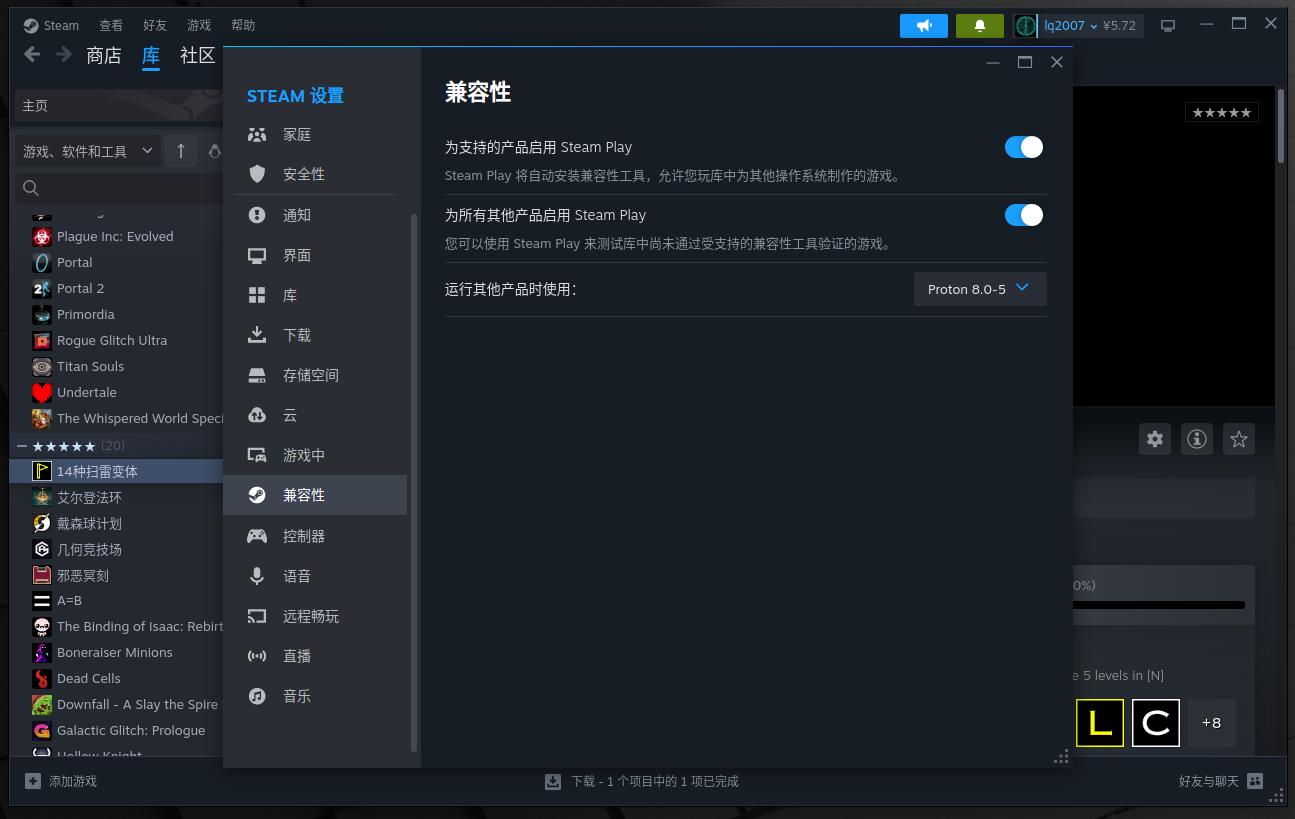 Steam 查看 好友 游戏 帮助
lq2007 ¥5.72
商店 库 社区
主页
游戏、软件和工具
Plague Inc: Evolved
Portal
Portal 2
Primordia
Rogue Glitch Ultra
Titan Souls
Undertale
The Whispered World Speci
★★★★★ (20)
14种扫雷变体
艾尔登法环
戴森球计划
几何竞技场
邪恶冥刻
A=B
The Binding of Isaac: Rebirt
Boneraiser Minions
Dead Cells
Downfall - A Slay the Spire
Galactic Glitch: Prologue
Hollow Knight
STEAM 设置
家庭
安全性
通知
界面
库
下载
存储空间
云
游戏中
兼容性
控制器
语音
远程畅玩
直播
音乐
兼容性
为支持的产品启用 Steam Play
Steam Play 将自动安装兼容性工具，允许您玩库中为其他操作系统制作的游戏。
为所有其他产品启用 Steam Play
您可以使用 Steam Play 来测试库中尚未通过受支持的兼容性工具验证的游戏。
运行其他产品时使用：
Proton 8.0-5
★★★★★
0%)
e 5 levels in [N]
L C +8
添加游戏
下载 - 1 个项目中的 1 项已完成
好友与聊天